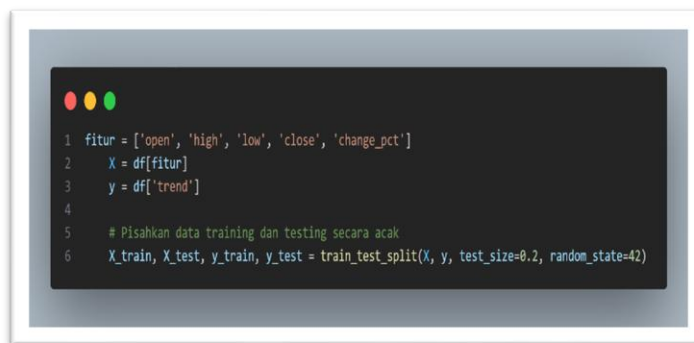 1 fitur = ['open', 'high', 'low', 'close', 'change_pct']
2     X = df[fitur]
3     y = df['trend']
4
5     # Pisahkan data training dan testing secara acak
6     X_train, X_test, y_train, y_test = train_test_split(X, y, test_size=0.2, random_state=42)